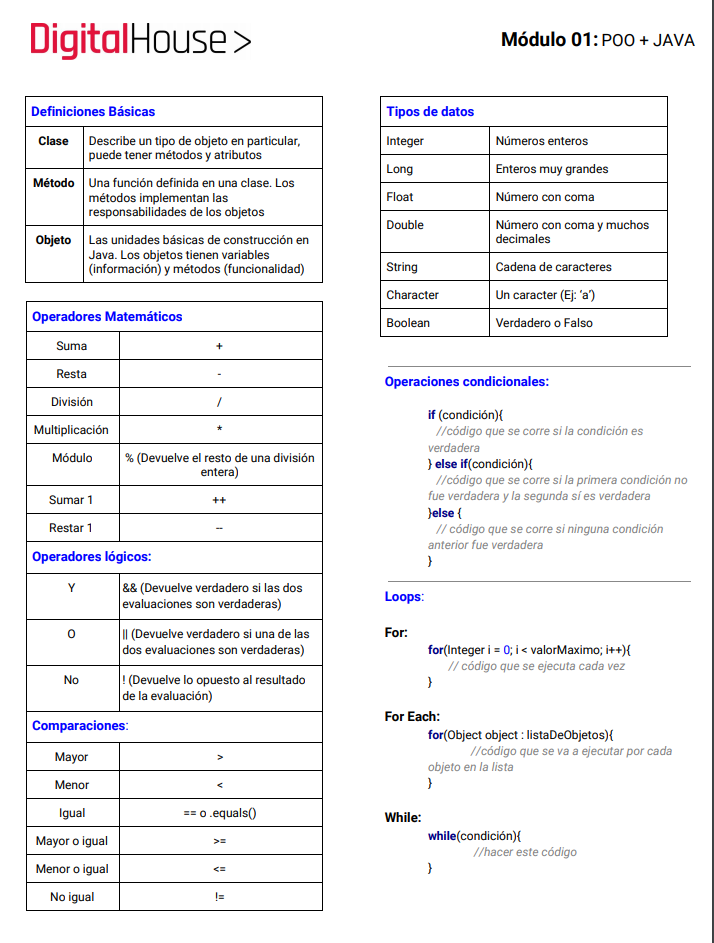 DigitalHouse >
Módulo 01: POO + JAVA
Definiciones Básicas
Clase
Describe un tipo de objeto en particular,
puede tener métodos y atributos
Método
Una función definida en una clase. Los
métodos implementan las
responsabilidades de los objetos
Objeto
Las unidades básicas de construcción en
Java. Los objetos tienen variables
(información) y métodos (funcionalidad)
Operadores Matemáticos
Suma +
Resta -
División /
Multiplicación *
Módulo % (Devuelve el resto de una división
entera)
Sumar 1 ++
Restar 1 --
Operadores lógicos:
Y && (Devuelve verdadero si las dos
evaluaciones son verdaderas)
O || (Devuelve verdadero si una de las
dos evaluaciones son verdaderas)
No ! (Devuelve lo opuesto al resultado
de la evaluación)
Comparaciones:
Mayor >
Menor <
Igual == o .equals()
Mayor o igual >=
Menor o igual <=
No igual !=
Tipos de datos
Integer Números enteros
Long Enteros muy grandes
Float Número con coma
Double Número con coma y muchos
decimales
String Cadena de caracteres
Character Un caracter (Ej: ‘a’)
Boolean Verdadero o Falso
Operaciones condicionales:
if (condición){
//código que se corre si la condición es
verdadera
} else if(condición){
//código que se corre si la primera condición no
fue verdadera y la segunda sí es verdadera
}else {
// código que se corre si ninguna condición
anterior fue verdadera
}
Loops:
For:
for(Integer i = 0; i < valorMaximo; i++){
// código que se ejecuta cada vez
}
For Each:
for(Object object : listaDeObjetos){
//código que se va a ejecutar por cada
objeto en la lista
}
While:
while(condición){
//hacer este código
}